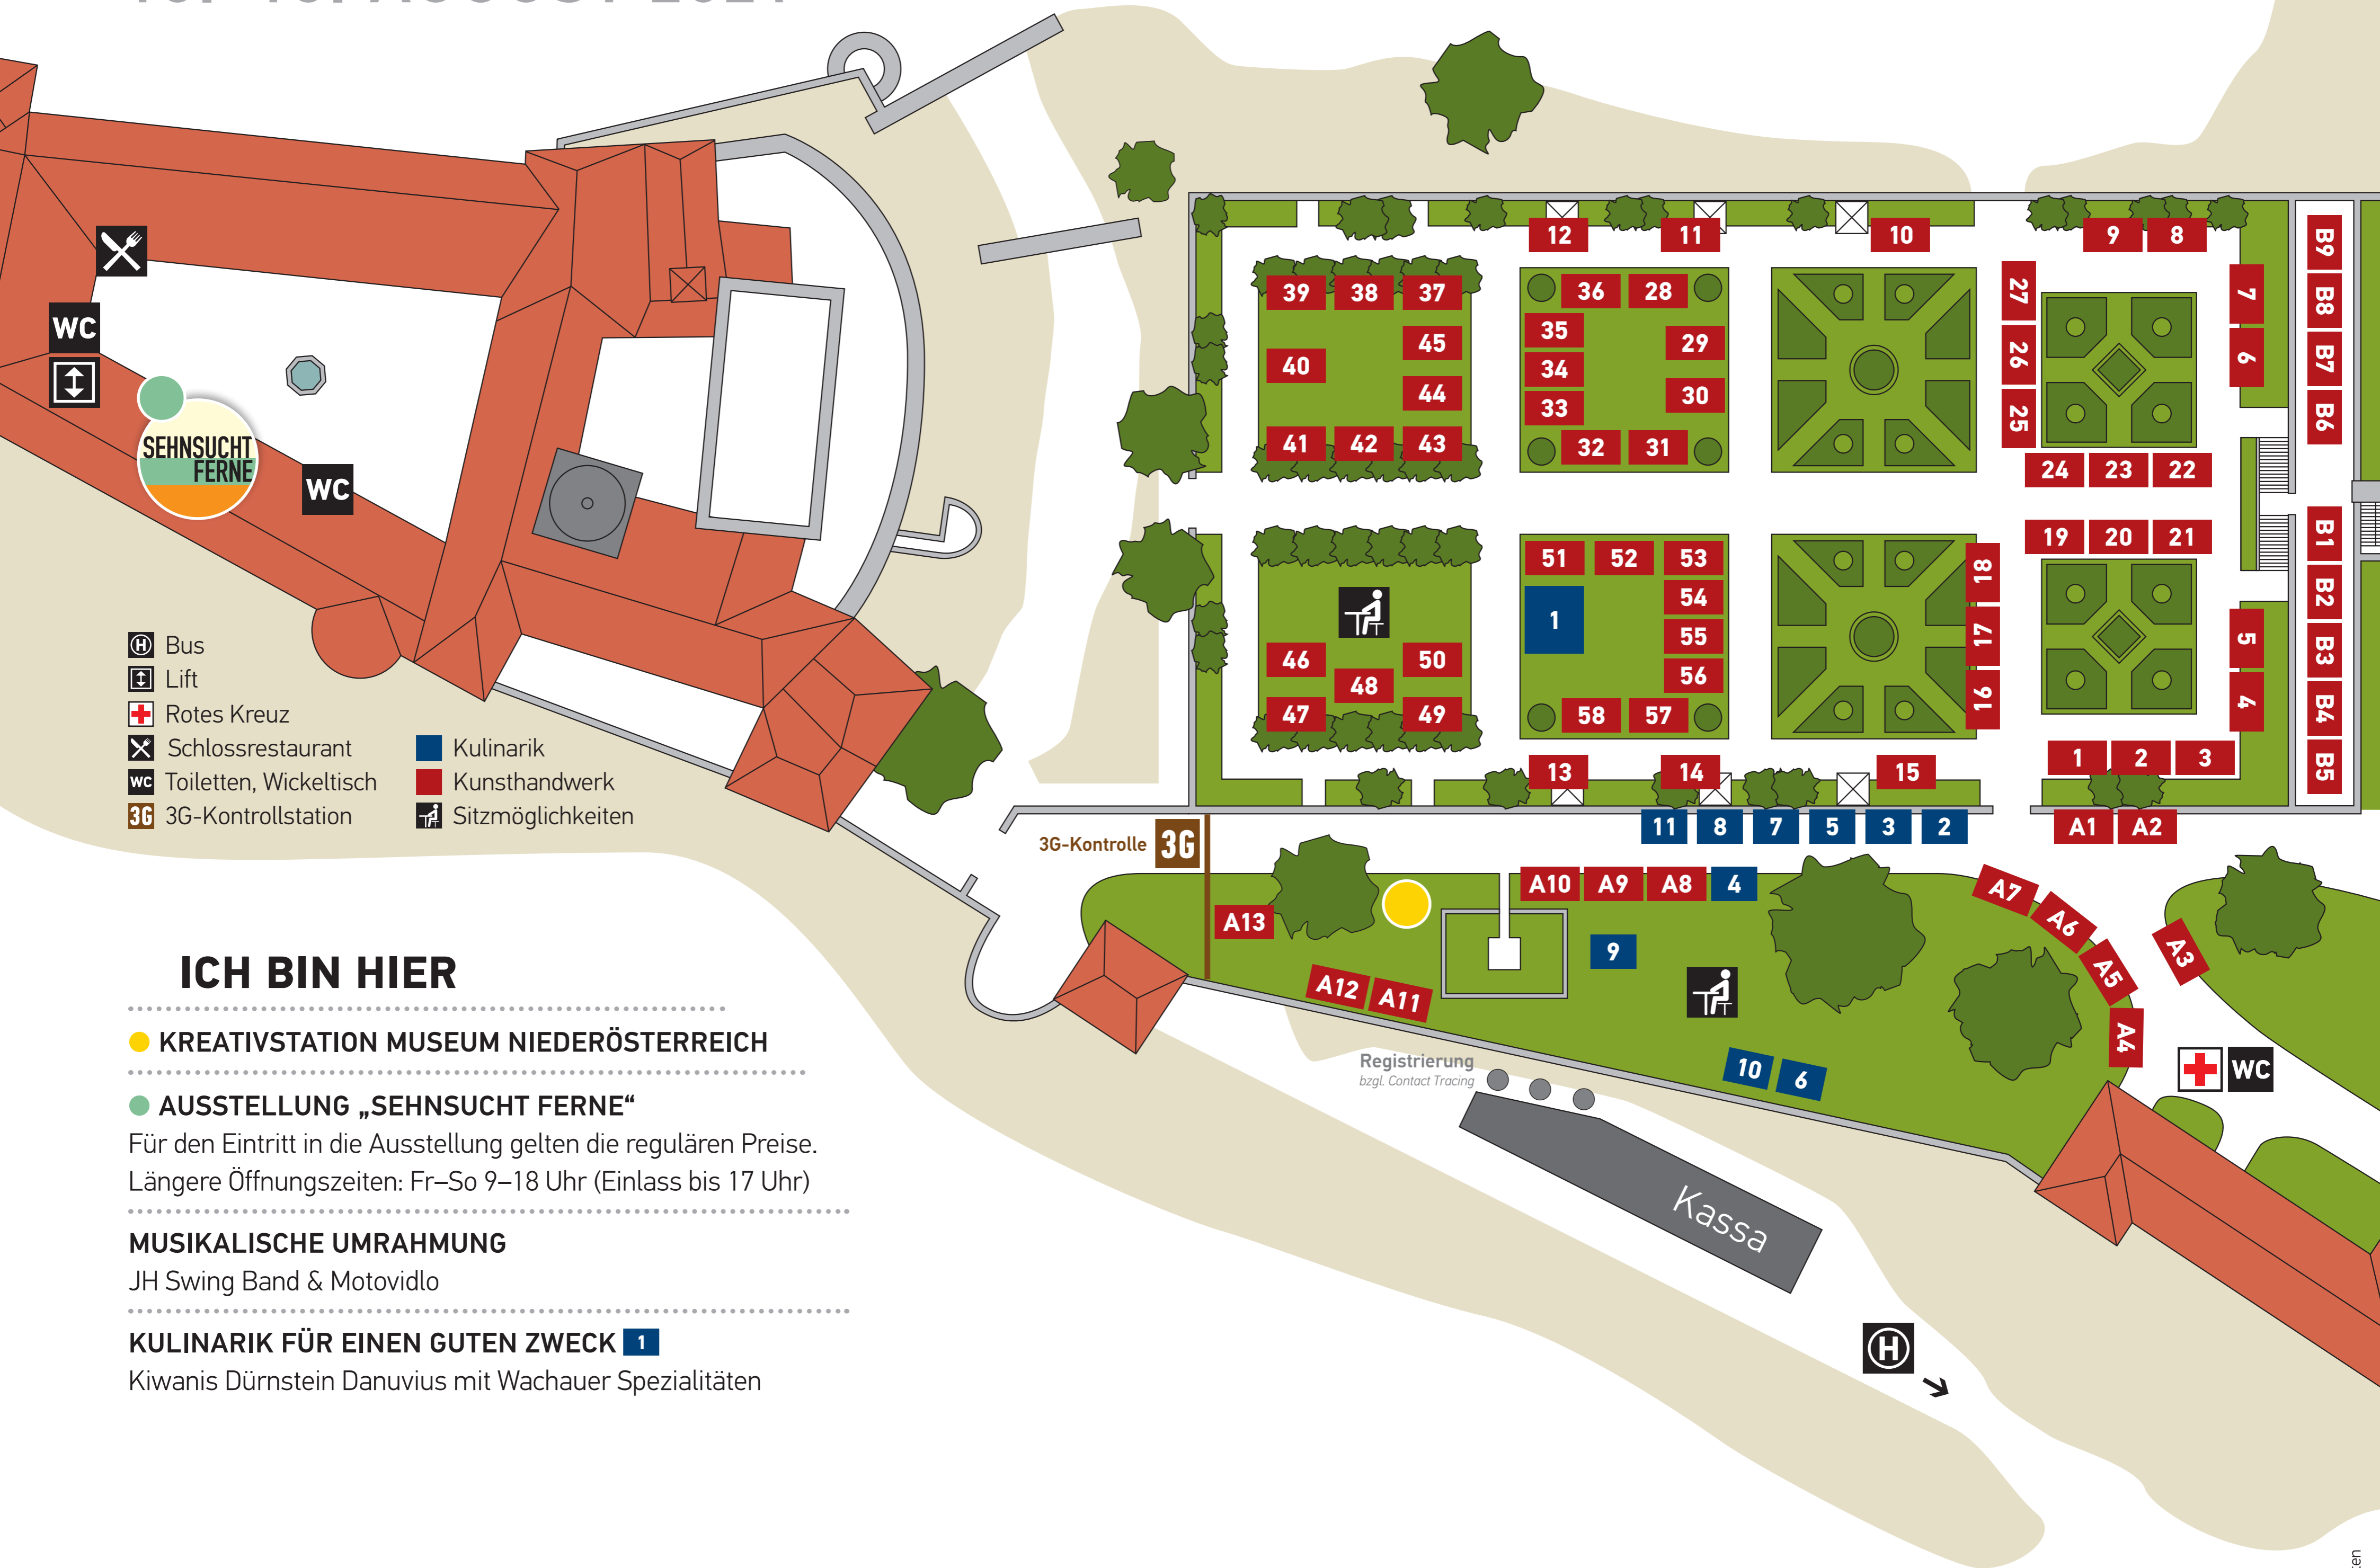 WC
SEHNSUCHT
FERNE
WC
H Bus
Lift
Rotes Kreuz
Schlossrestaurant
WC Toiletten, Wickeltisch
3G 3G-Kontrollstation
Kulinarik
Kunsthandwerk
Sitzmöglichkeiten
ICH BIN HIER
KREATIVSTATION MUSEUM NIEDERÖSTERREICH
AUSSTELLUNG „SEHNSUCHT FERNE“
Für den Eintritt in die Ausstellung gelten die regulären Preise.
Längere Öffnungszeiten: Fr–So 9–18 Uhr (Einlass bis 17 Uhr)
MUSIKALISCHE UMRAHMUNG
JH Swing Band & Motovidlo
KULINARIK FÜR EINEN GUTEN ZWECK 1
Kiwanis Dürnstein Danuvius mit Wachauer Spezialitäten
12 11 10 9 8
39 38 37
36 28
35
34
33
29
30
32 31
45
40
44
41 42 43
27
26
25
7
6
24 23 22
19 20 21
B9
B8
B7
B6
B1
B2
B3
B4
B5
51 52 53
1
54
55
56
58 57
46 50
48
47 49
18
17
16
5
4
1 2 3
13 14 15
11 8 7 5 3 2
A1 A2
3G-Kontrolle 3G
A13
A10 A9 A8 4
9
A12 A11
A7
A6
A5
A4
A3
10 6
WC
Registrierung
bzgl. Contact Tracing
Kassa
H